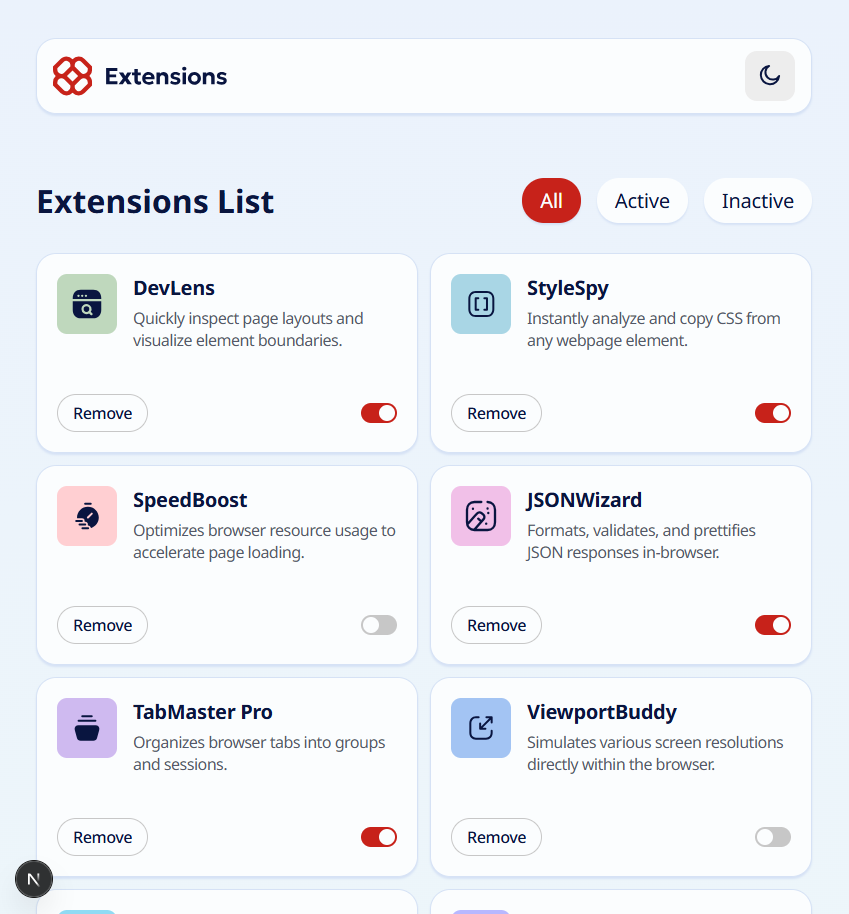 Extensions
Extensions List
All
Active
Inactive
DevLens
Quickly inspect page layouts and
visualize element boundaries.
Remove
StyleSpy
Instantly analyze and copy CSS from
any webpage element.
Remove
SpeedBoost
Optimizes browser resource usage to
accelerate page loading.
Remove
JSONWizard
Formats, validates, and prettifies
JSON responses in-browser.
Remove
TabMaster Pro
Organizes browser tabs into groups
and sessions.
Remove
ViewportBuddy
Simulates various screen resolutions
directly within the browser.
Remove
N